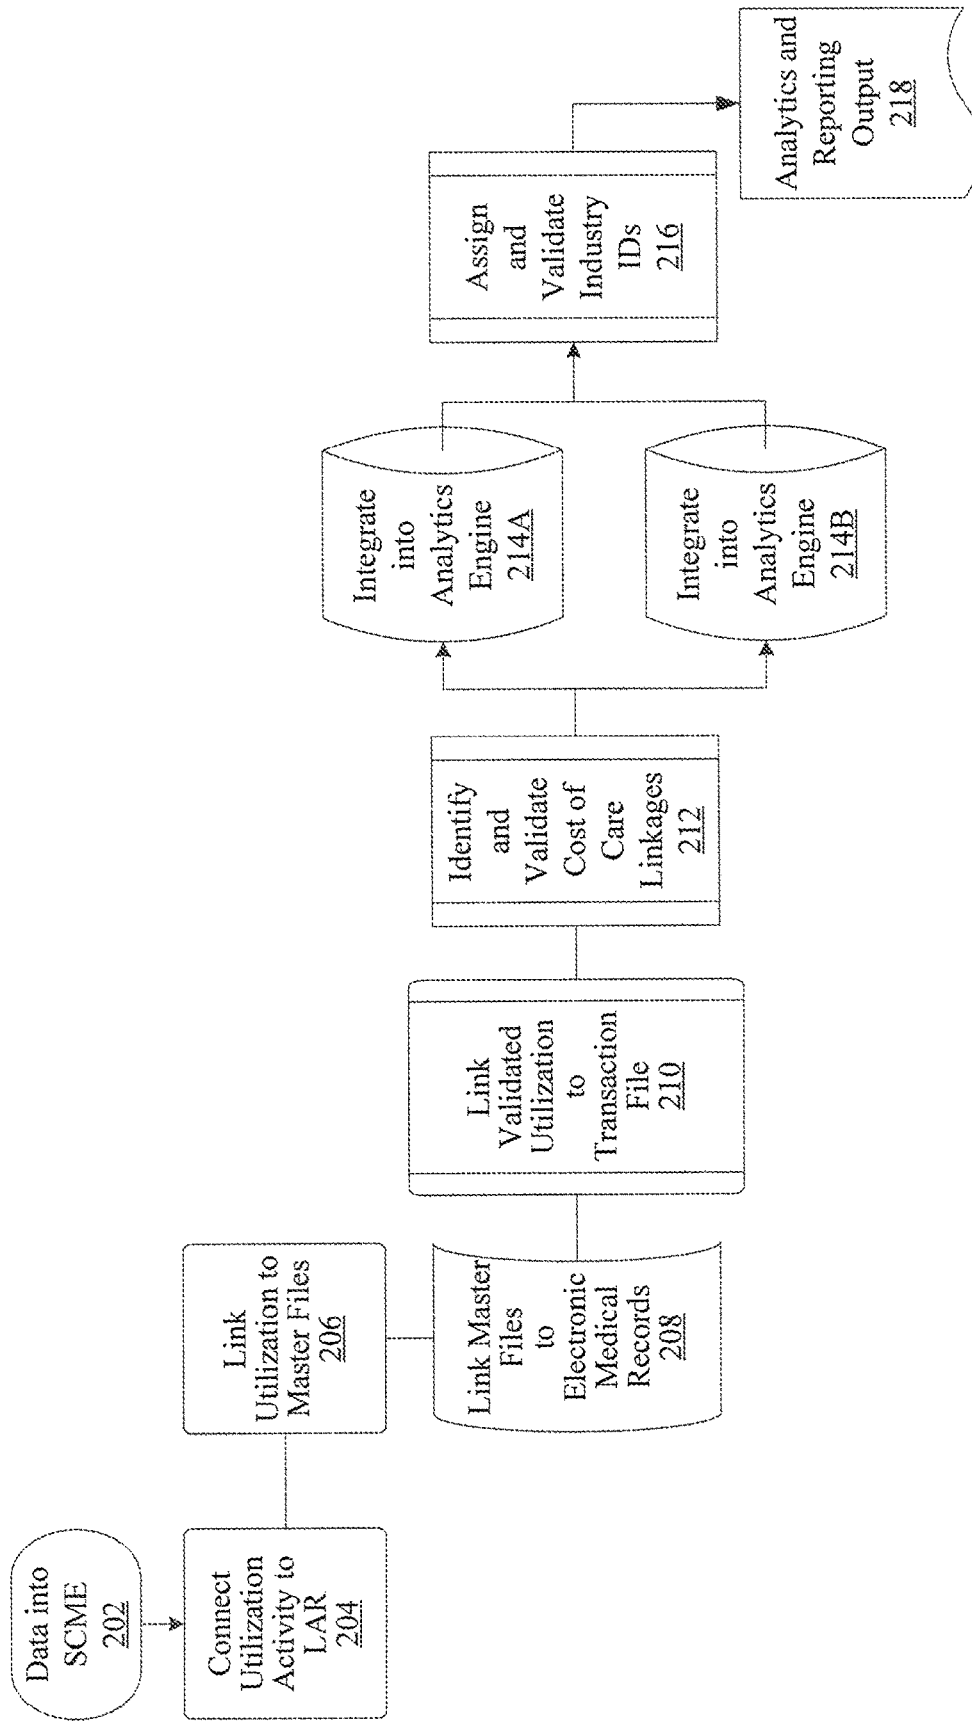 Data into
SCME
202
Connect
Utilization
Activity to
LAR
204
Link
Utilization to
Master Files
206
Link Master
Files
to
Electronic
Medical
Records
208
Link
Validated
Utilization
to
Transaction
File
210
Identify
and
Validate
Cost of
Care
Linkages
212
Integrate
into
Analytics
Engine
214A
Integrate
into
Analytics
Engine
214B
Assign
and
Validate
Industry
IDs
216
Analytics and
Reporting
Output
218